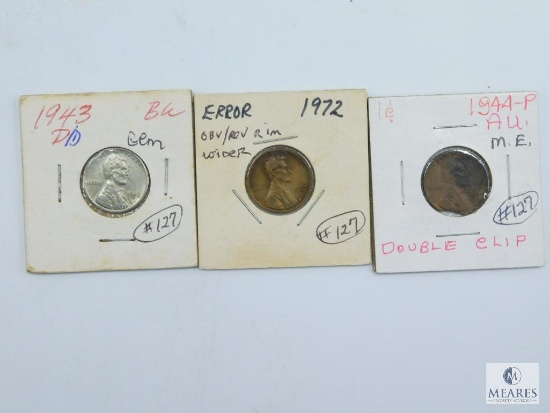 1943 BU
D/D Gem
#127
ERROR 1972
OBV/REV RIM
WIDER
#127
1¢ 1944-P
AU.
M.E.
#127
DOUBLE CLIP
MEARES